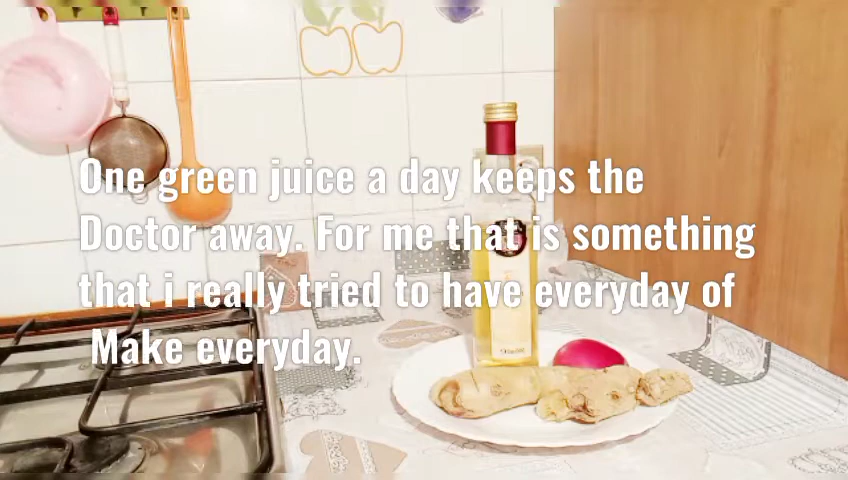 One green juice a day keeps the
Doctor away. For me that is something
that i really tried to have everyday of
Make everyday.